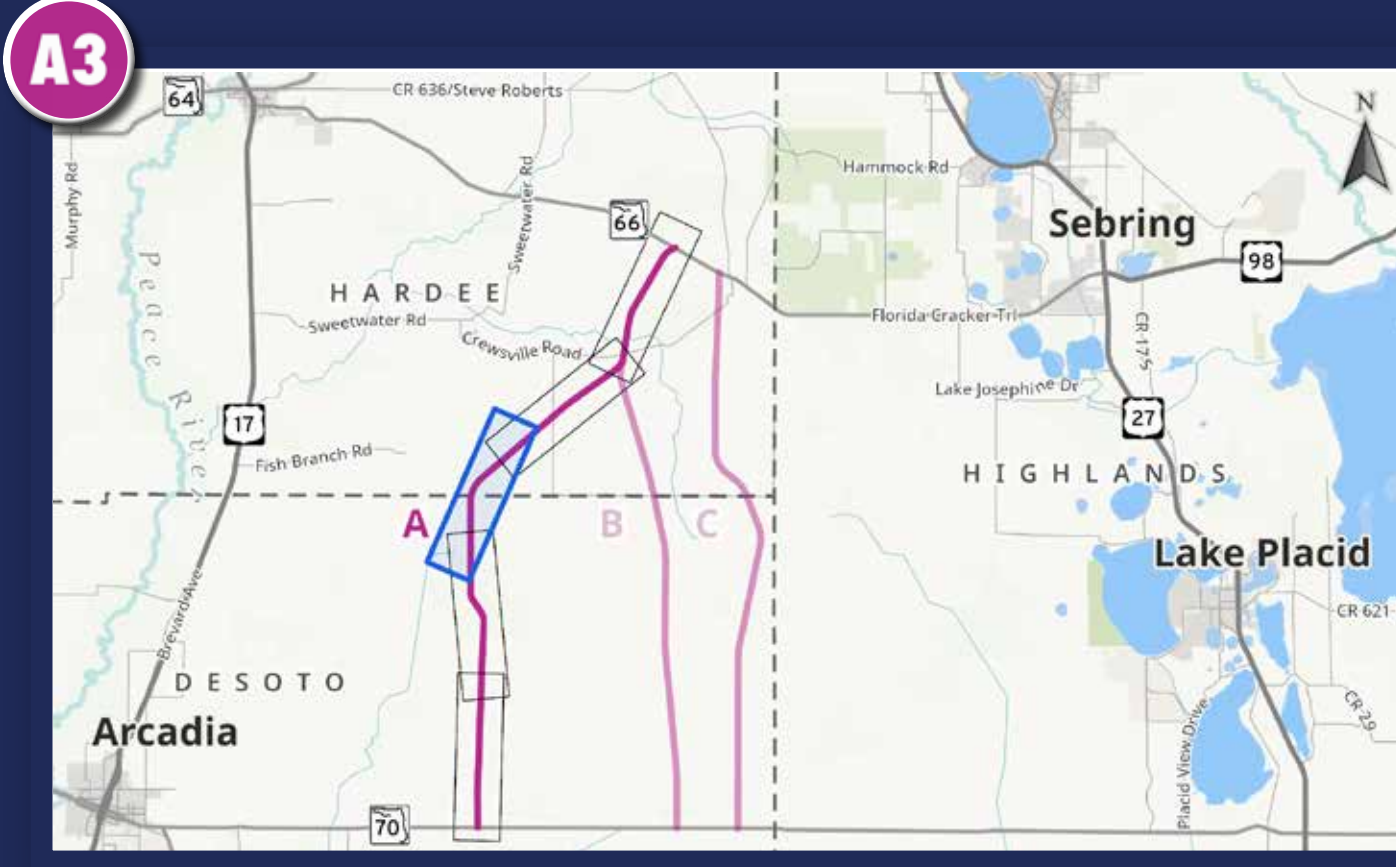 A3
64
CR 636/Steve Roberts
N
Murphy Rd
Hammock Rd
Sweetwater Rd
66
Sebring
98
Peace River
HARDEE
Florida Cracker Trl
Sweetwater Rd
CR-17S
Crewsville Road
Lake Josephine Dr
17
27
Fish Branch Rd
HIGHLANDS
A
B
C
Lake Placid
Brevard Ave
CR 621
DESOTO
CR-29
Arcadia
Placid View Drive
70